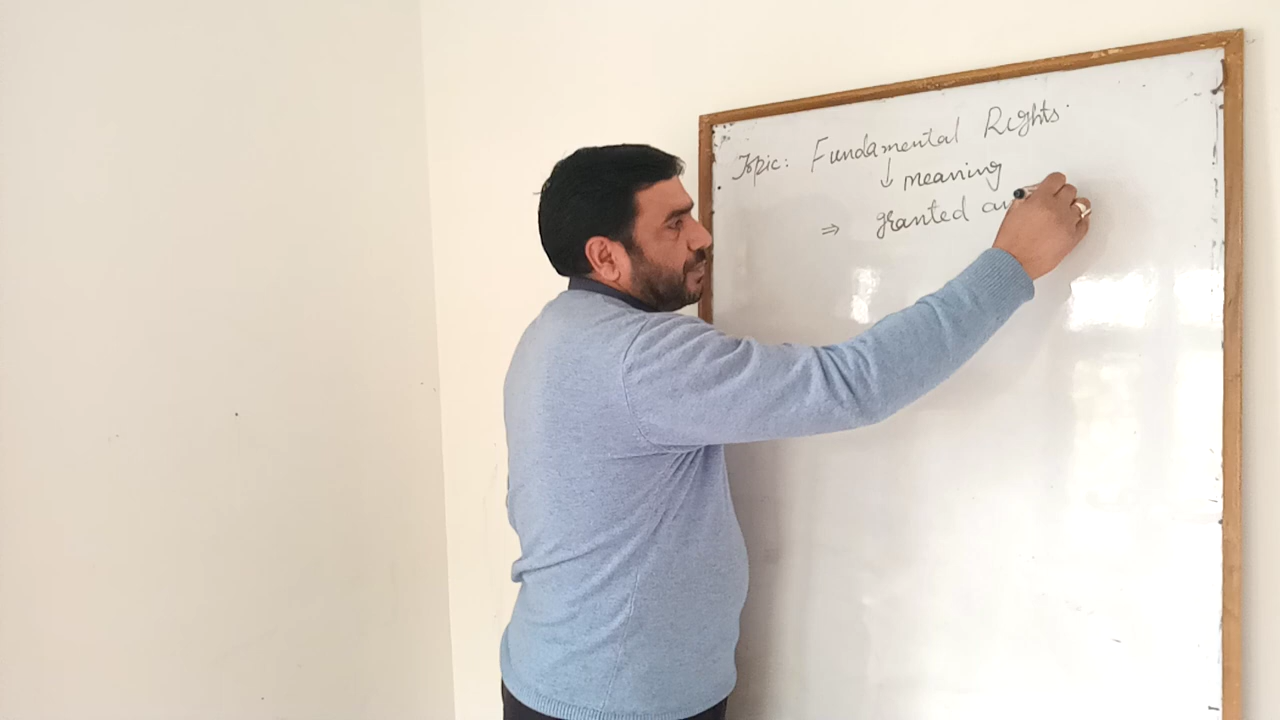 Topic: Fundamental Rights.
↓ meaning
⇒ granted